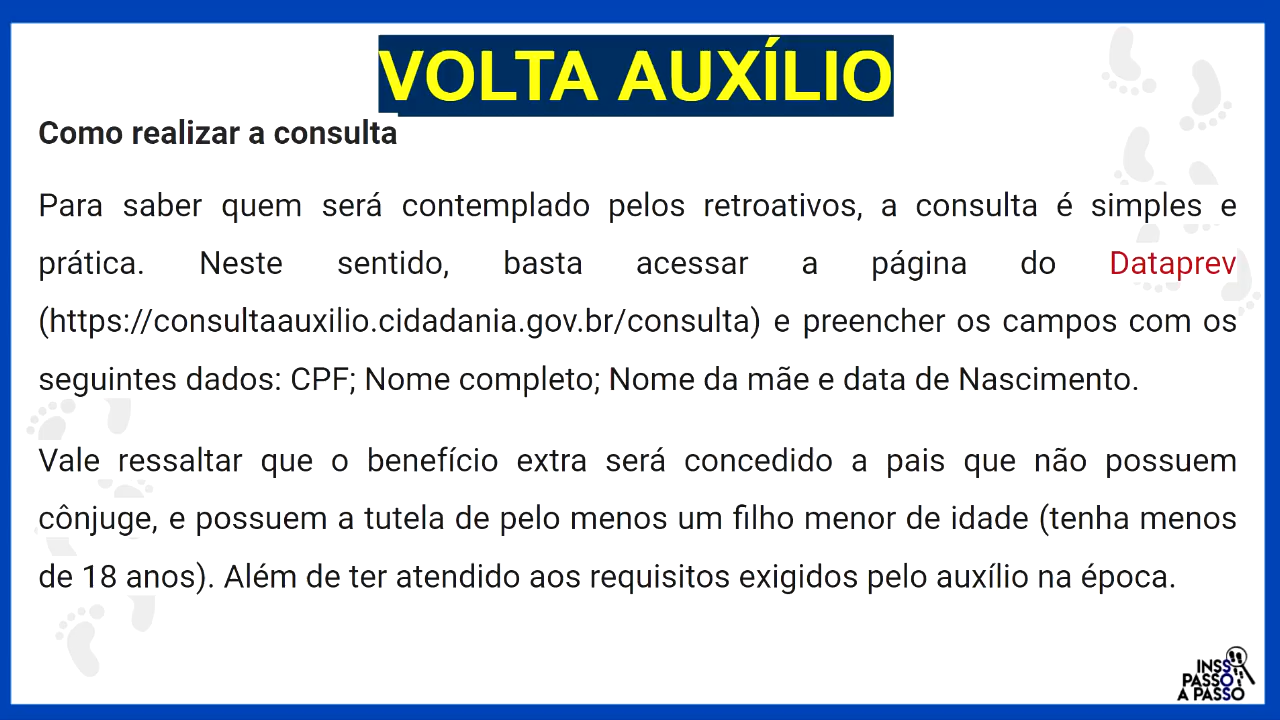 VOLTA AUXÍLIO
Como realizar a consulta
Para saber quem será contemplado pelos retroativos, a consulta é simples e
prática. Neste sentido, basta acessar a página do Dataprev
(https://consultaauxilio.cidadania.gov.br/consulta) e preencher os campos com os
seguintes dados: CPF; Nome completo; Nome da mãe e data de Nascimento.
Vale ressaltar que o benefício extra será concedido a pais que não possuem
cônjuge, e possuem a tutela de pelo menos um filho menor de idade (tenha menos
de 18 anos). Além de ter atendido aos requisitos exigidos pelo auxílio na época.
INSS
PASSO
A PASSO